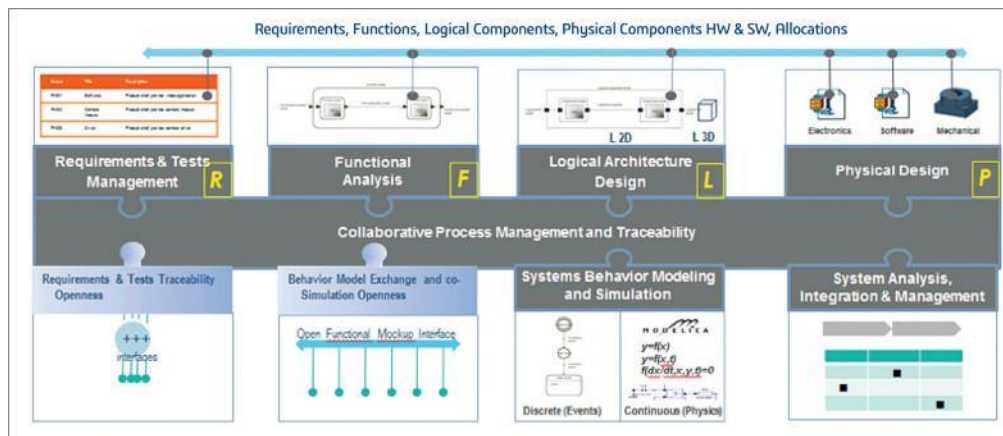 Requirements, Functions, Logical Components, Physical Components HW & SW, Allocations
L 2D
L 3D
Electronics
Software
Mechanical
Requirements & Tests
Management
R
Functional
Analysis
F
Logical Architecture
Design
L
Physical Design
P
Collaborative Process Management and Traceability
Requirements & Tests Traceability
Openness
+++
interfaces
Behavior Model Exchange and co-
Simulation Openness
Open Functional Mockup Interface
Systems Behavior Modeling
and Simulation
MODELICA
y=f(x)
y=f(x,t)
f(dx/dt,x,y,t)=0
Discrete (Events)
Continuous (Physics)
System Analysis,
Integration & Management